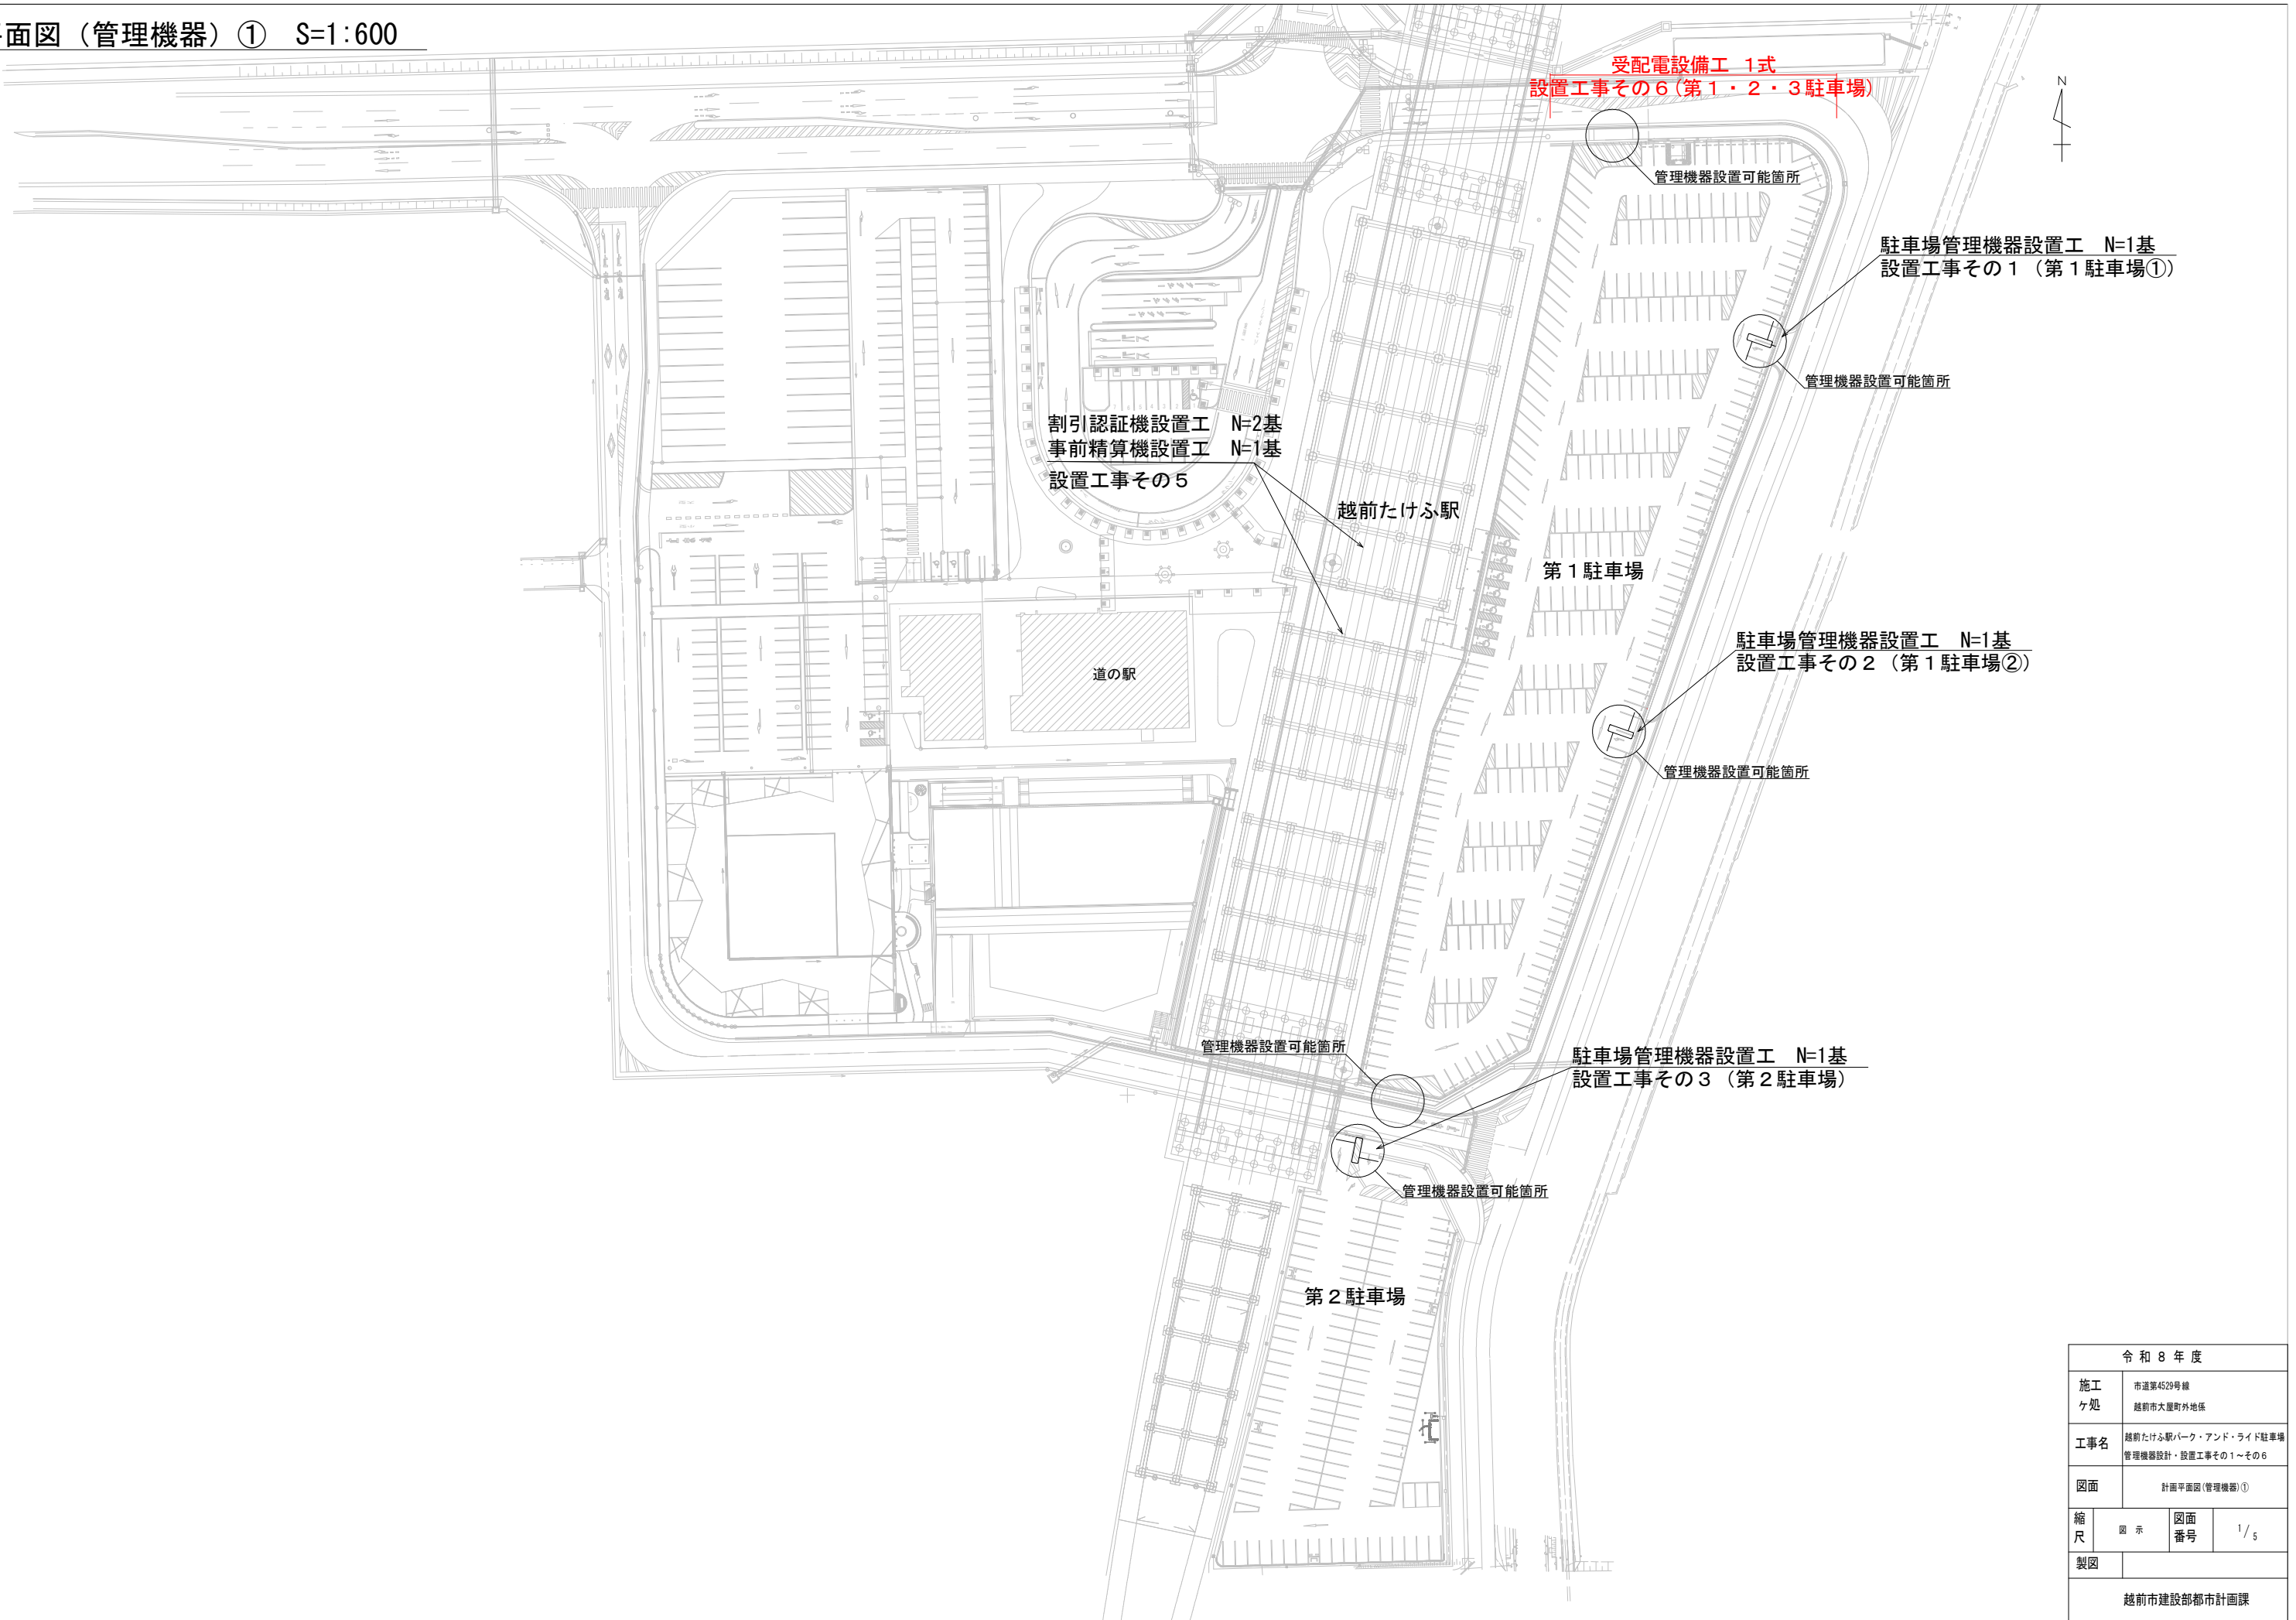 面図（管理機器）①　S=1:600
受配電設備工　1式
設置工事その６(第１・２・３駐車場)
N
管理機器設置可能箇所
駐車場管理機器設置工　N=1基
設置工事その１（第１駐車場①）
管理機器設置可能箇所
割引認証機設置工　N=2基
事前精算機設置工　N=1基
設置工事その５
越前たけふ駅
第１駐車場
駐車場管理機器設置工　N=1基
設置工事その２（第１駐車場②）
道の駅
管理機器設置可能箇所
管理機器設置可能箇所
駐車場管理機器設置工　N=1基
設置工事その３（第２駐車場）
管理機器設置可能箇所
第２駐車場
令和８年度
施工ヶ処
市道第4529号線
越前市大屋町外地係
工事名
越前たけふ駅パーク・アンド・ライド駐車場
管理機器設計・設置工事その１～その６
図面
計画平面図(管理機器)①
縮尺
図示
図面番号
1/5
製図
越前市建設部都市計画課